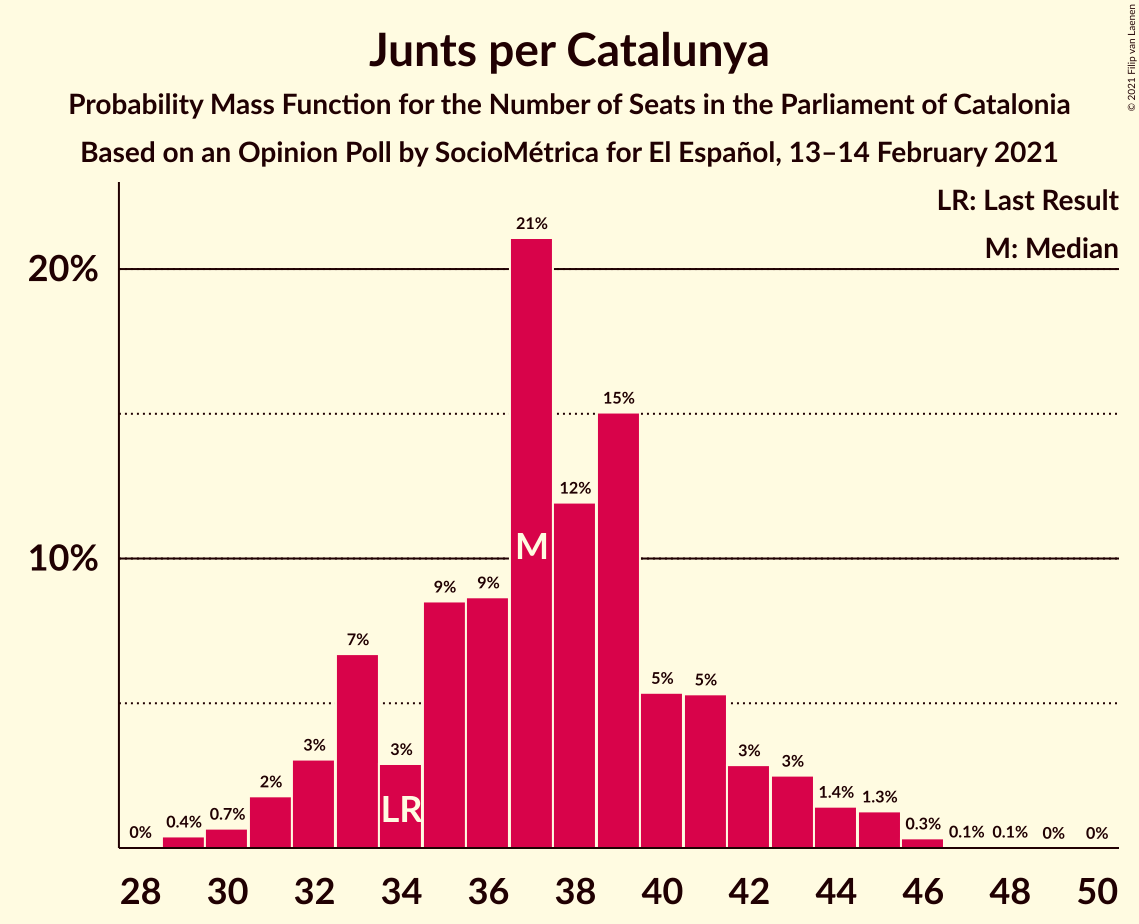 © 2021 Filip van Laenen
Junts per Catalunya
Probability Mass Function for the Number of Seats in the Parliament of Catalonia
Based on an Opinion Poll by SocioMétrica for El Español, 13–14 February 2021
LR: Last Result
M: Median
20%
10%
0% 0.4% 0.7% 2% 3% 7% 3% 9% 9% 21% 12% 15% 5% 5% 3% 3% 1.4% 1.3% 0.3% 0.1% 0.1% 0% 0%
M
LR
28 30 32 34 36 38 40 42 44 46 48 50